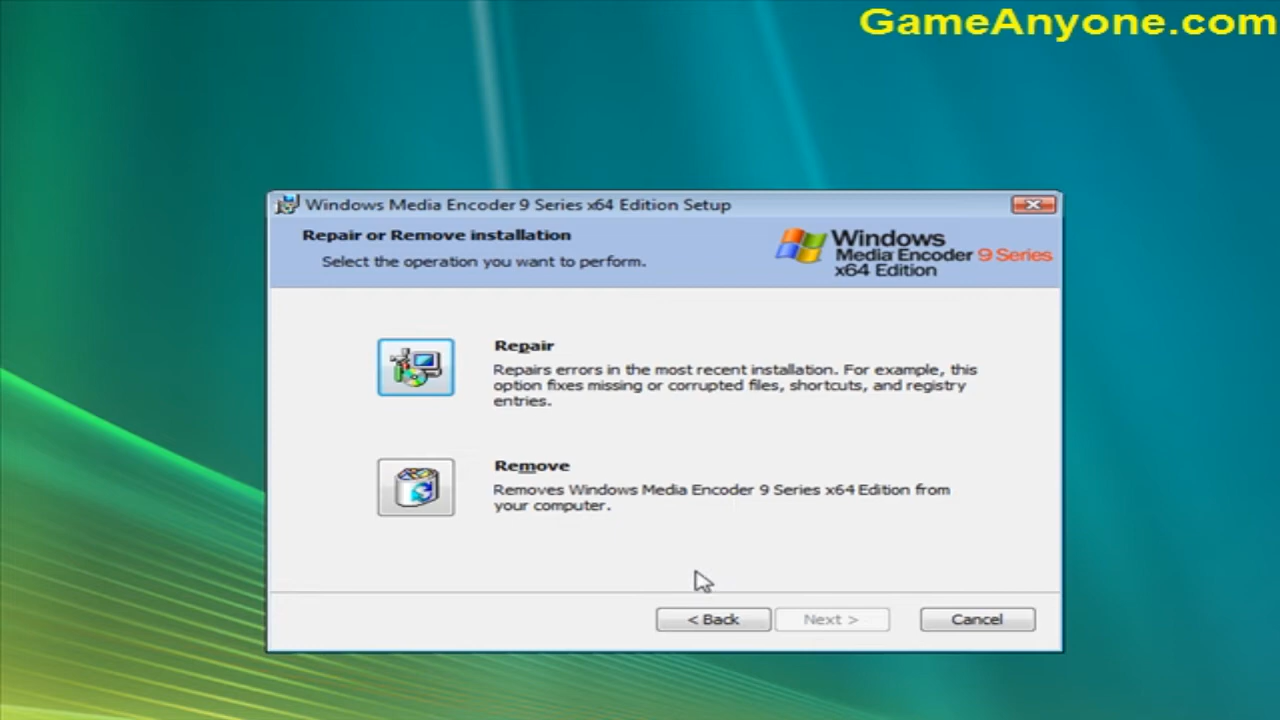 GameAnyone.com
Windows Media Encoder 9 Series x64 Edition Setup
Repair or Remove installation
Select the operation you want to perform.
Windows
Media Encoder 9 Series
x64 Edition
Repair
Repairs errors in the most recent installation. For example, this
option fixes missing or corrupted files, shortcuts, and registry
entries.
Remove
Removes Windows Media Encoder 9 Series x64 Edition from
your computer.
< Back
Next >
Cancel